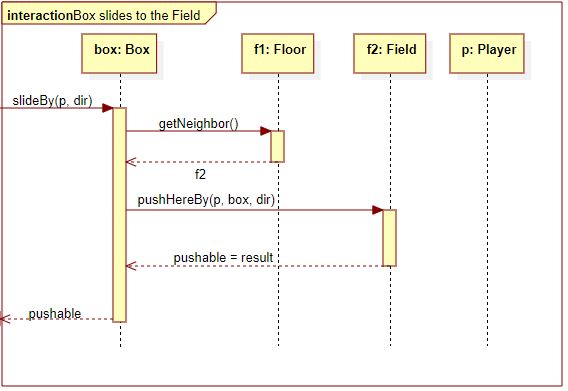 interactionBox slides to the Field
box: Box
f1: Floor
f2: Field
p: Player
slideBy(p, dir)
getNeighbor()
f2
pushHereBy(p, box, dir)
pushable = result
pushable